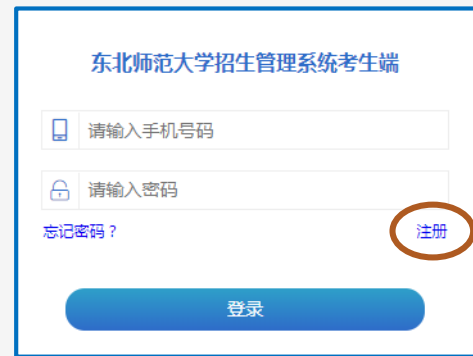 东北师范大学招生管理系统考生端
请输入手机号码
请输入密码
忘记密码？ 注册
登录